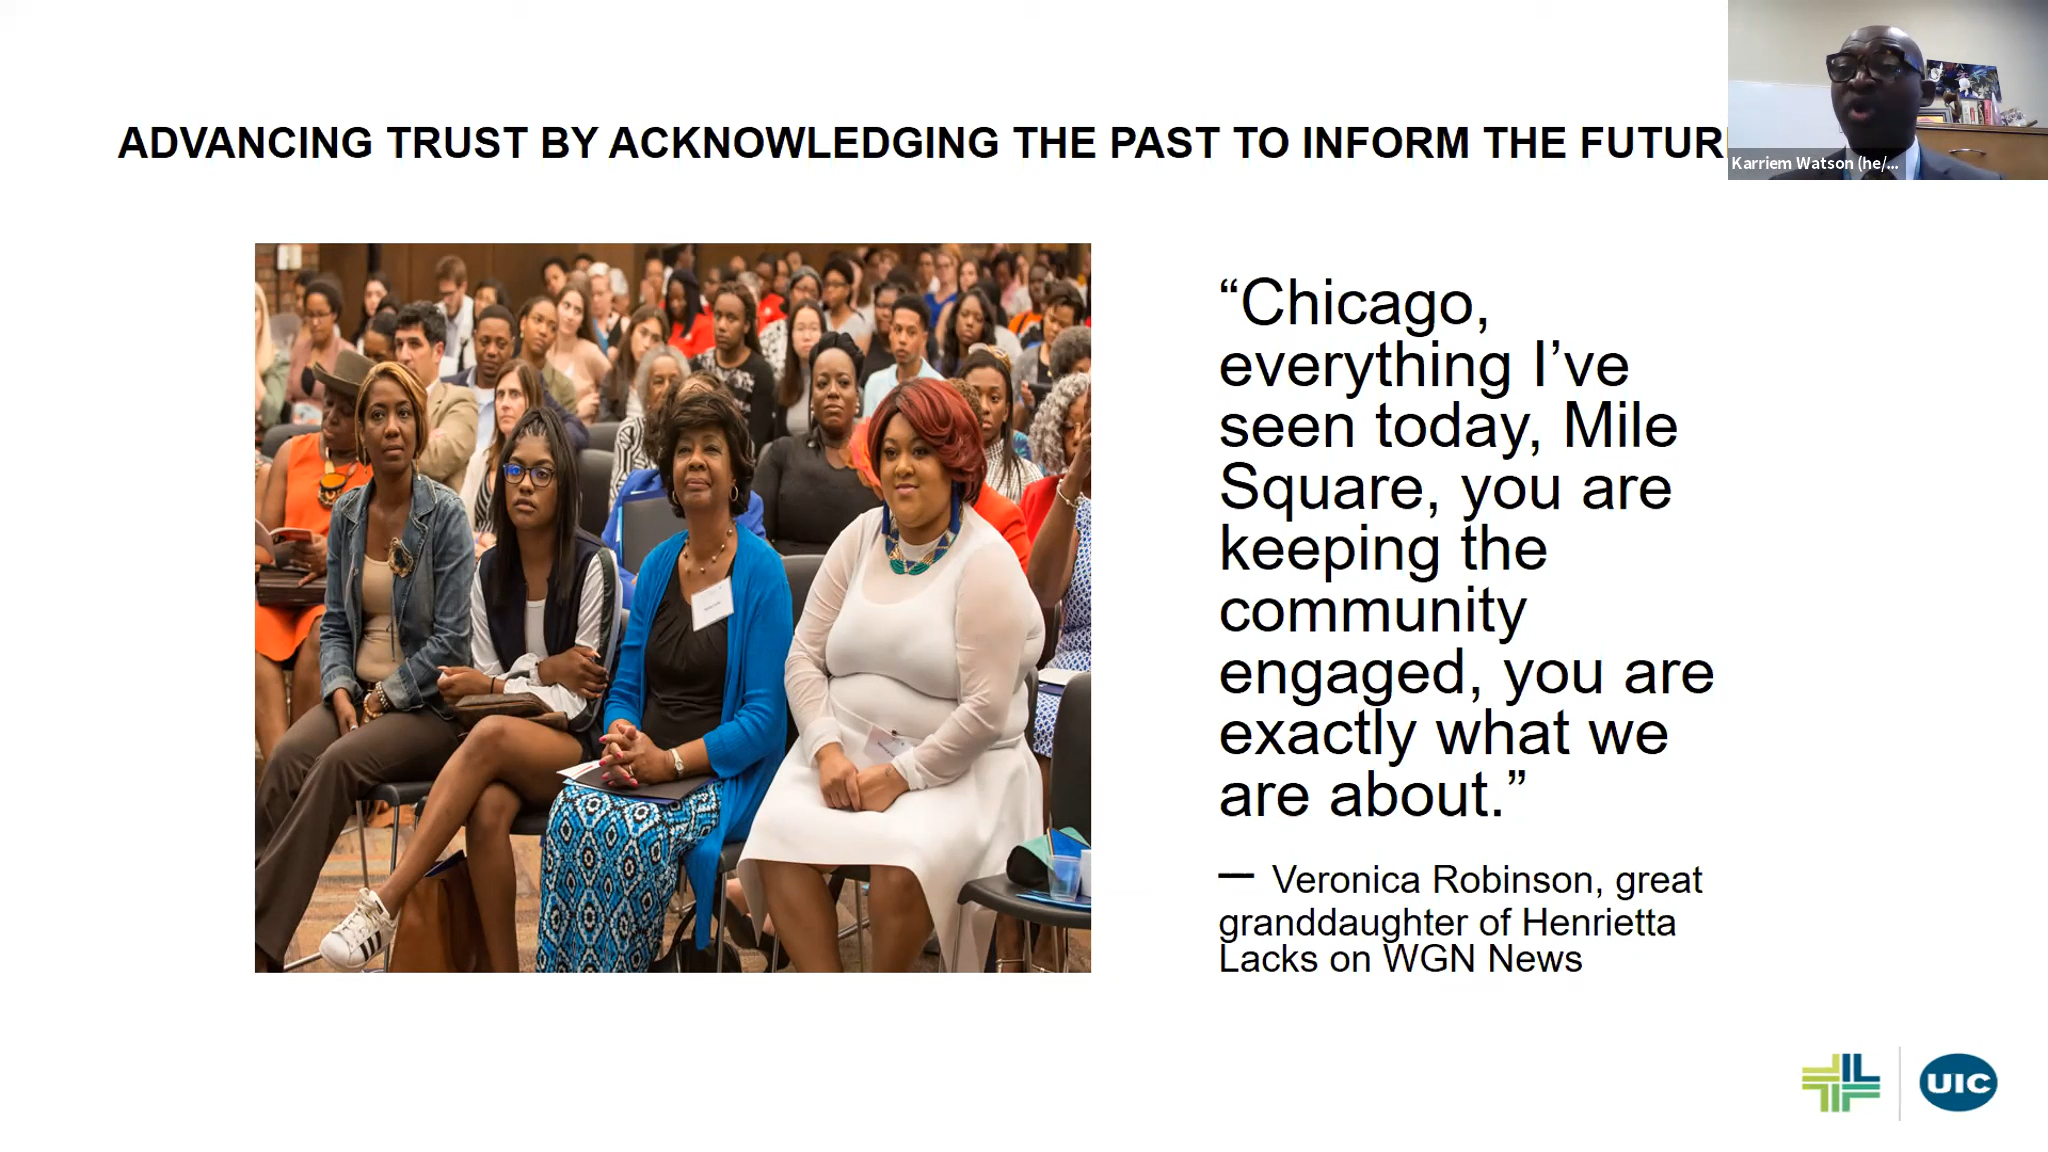 ADVANCING TRUST BY ACKNOWLEDGING THE PAST TO INFORM THE FUTUR
Karriem Watson (he/...
“Chicago,
everything I’ve
seen today, Mile
Square, you are
keeping the
community
engaged, you are
exactly what we
are about.”
— Veronica Robinson, great
granddaughter of Henrietta
Lacks on WGN News
UIC